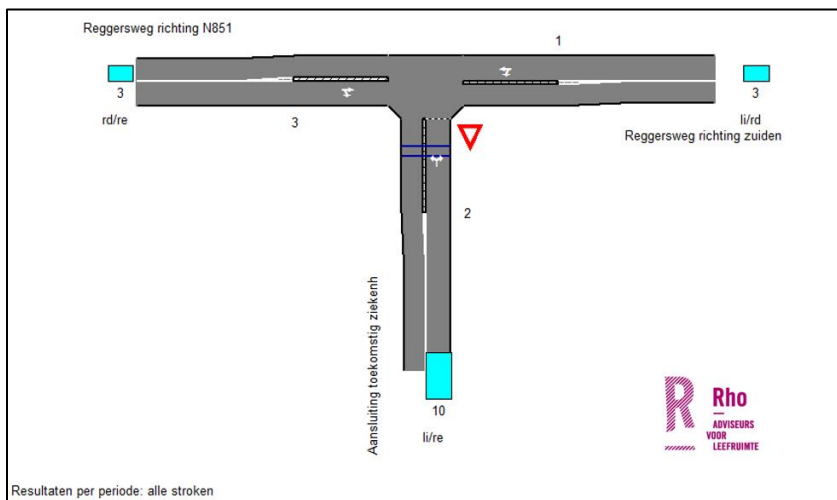 Reggersweg richting N851
1
3
rd/re
3
3
li/rd
Reggersweg richting zuiden
2
Aansluiting toekomstig ziekenh
10
li/re
R Rho
ADVISEURS
VOOR
LEEFRUIMTE
Resultaten per periode: alle stroken